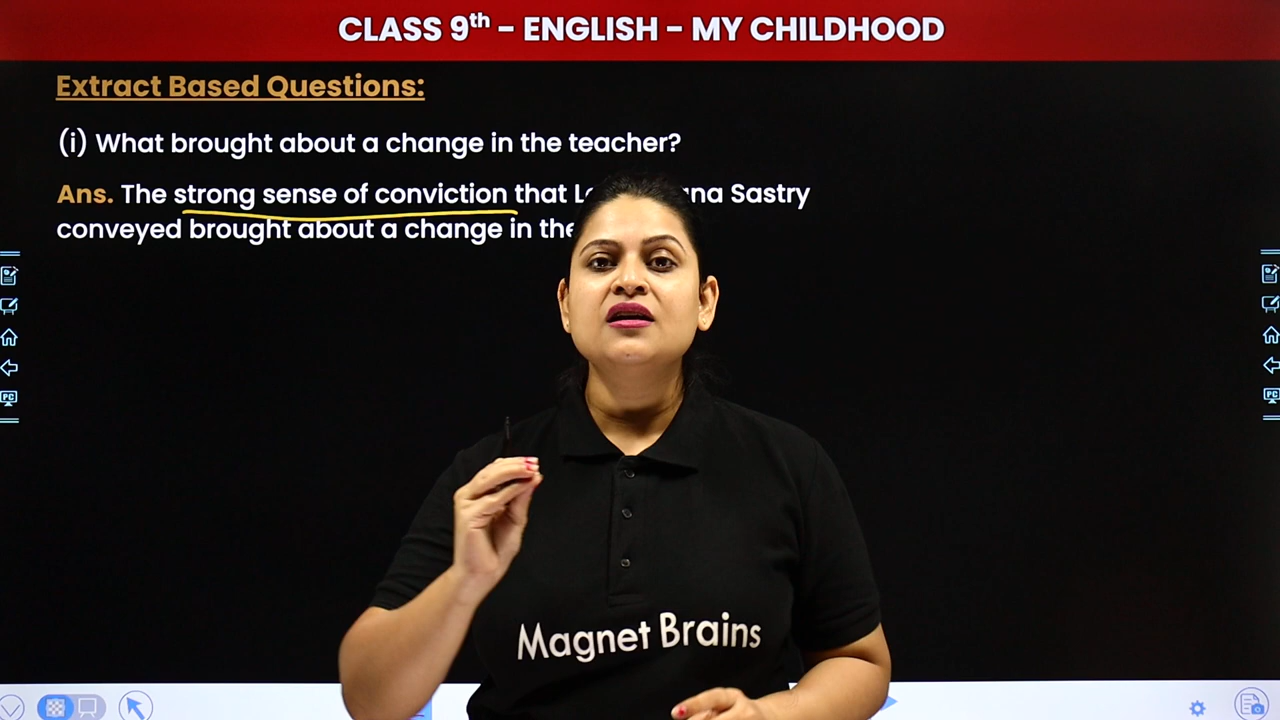 CLASS 9th - ENGLISH - MY CHILDHOOD
Extract Based Questions:
(i) What brought about a change in the teacher?
Ans. The strong sense of conviction that Sastry
conveyed brought about a change in the
Magnet Brains